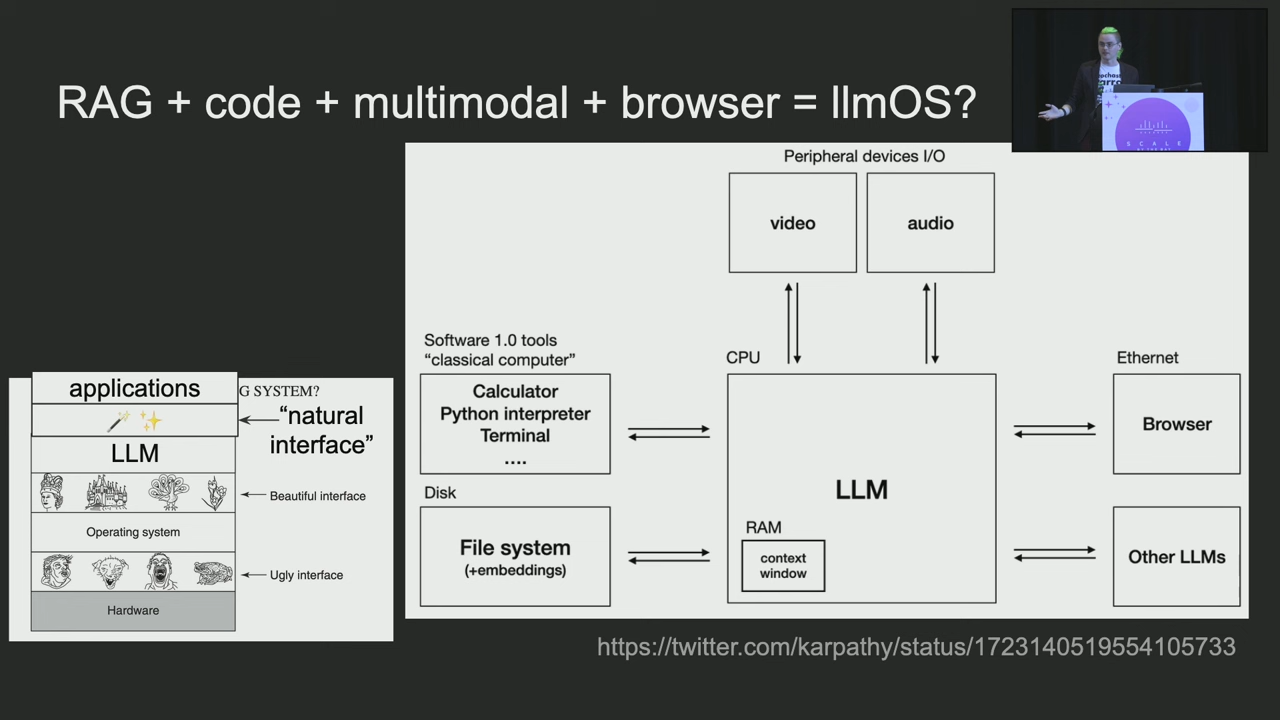 RAG + code + multimodal + browser = llmOS?
SCALE
Peripheral devices I/O
video
audio
Software 1.0 tools
“classical computer”
Calculator
Python interpreter
Terminal
....
CPU
LLM
RAM
context
window
Ethernet
Browser
Disk
File system
(+embeddings)
Other LLMs
applications
G SYSTEM?
“natural
interface”
LLM
Beautiful interface
Operating system
Ugly interface
Hardware
https://twitter.com/karpathy/status/1723140519554105733